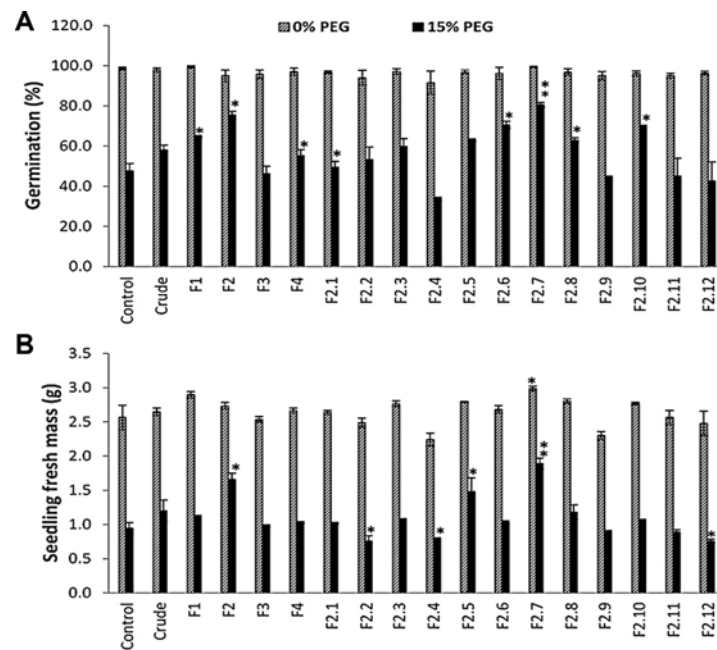 A
0% PEG 15% PEG
Germination (%)
120.0
100.0
80.0
60.0
40.0
20.0
0.0
* * * * * ** * *
Control Crude F1 F2 F3 F4 F2.1 F2.2 F2.3 F2.4 F2.5 F2.6 F2.7 F2.8 F2.9 F2.10 F2.11 F2.12
B
Seedling fresh mass (g)
3.5
3.0
2.5
2.0
1.5
1.0
0.5
0.0
* * * * * ** *
Control Crude F1 F2 F3 F4 F2.1 F2.2 F2.3 F2.4 F2.5 F2.6 F2.7 F2.8 F2.9 F2.10 F2.11 F2.12